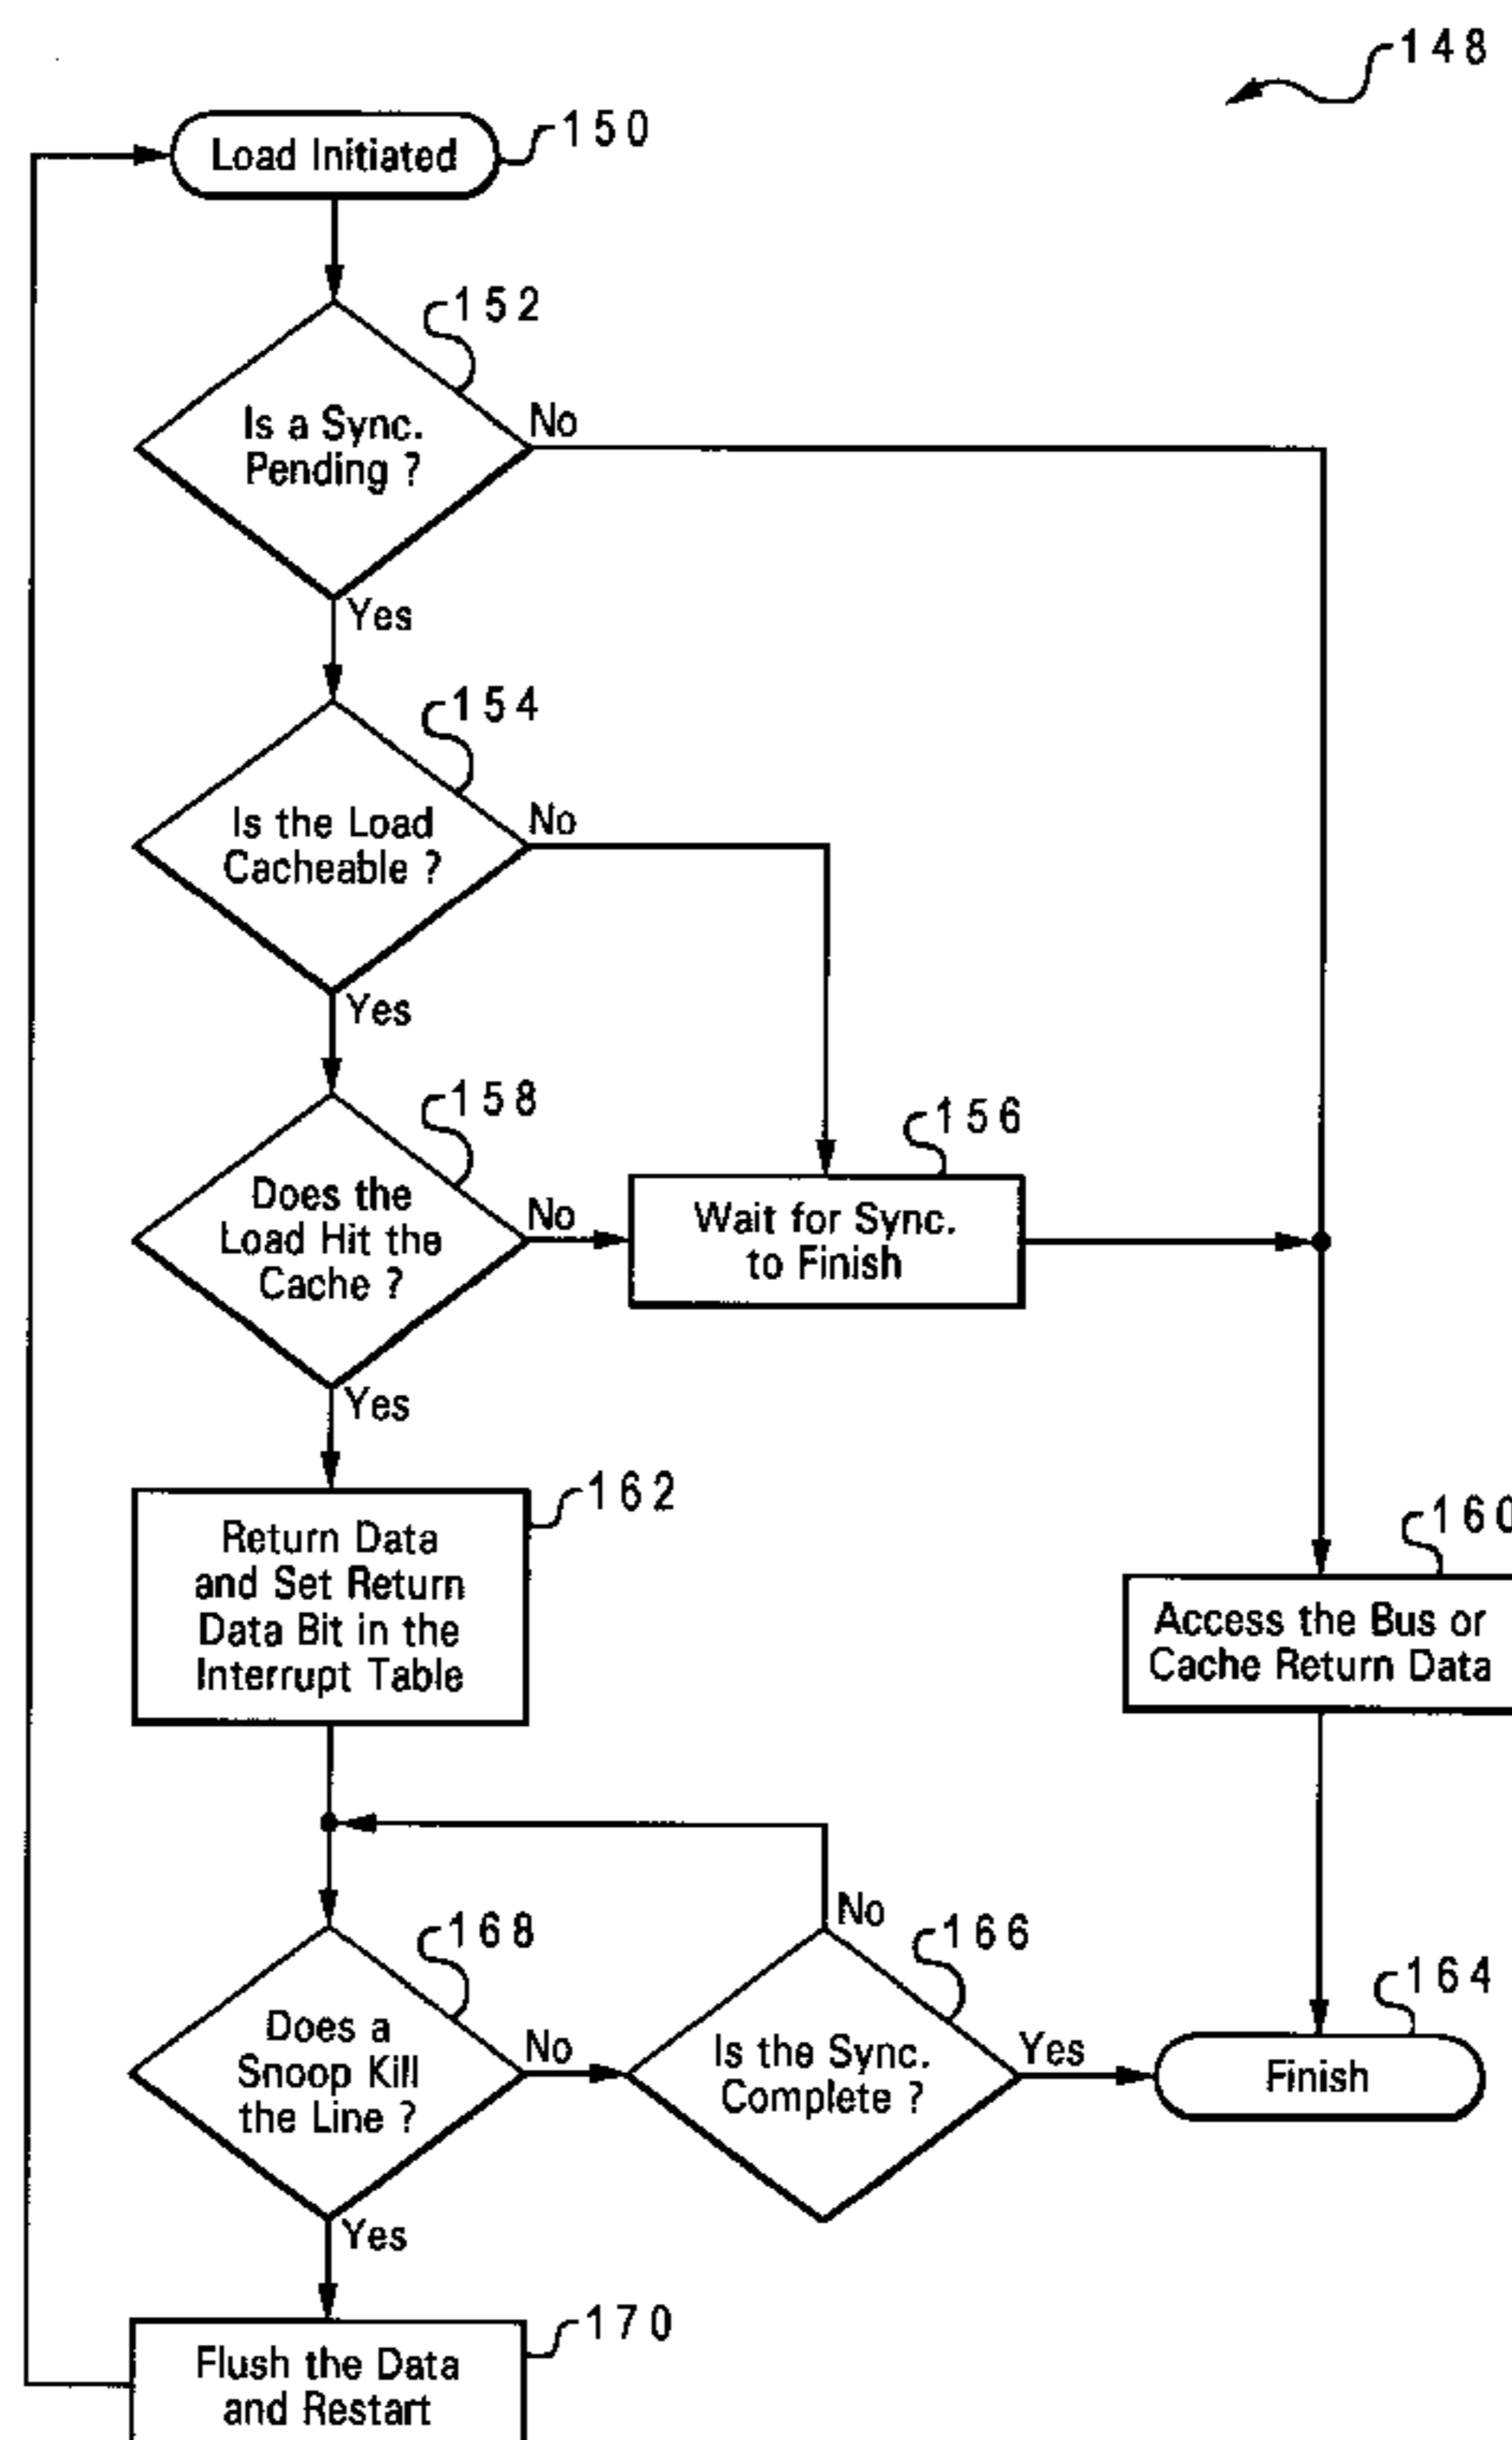 148
Load Initiated
150
152
Is a Sync.
Pending ?
No
Yes
154
Is the Load
Cacheable ?
No
Yes
158
Does the
Load Hit the
Cache ?
No
Yes
156
Wait for Sync.
to Finish
162
Return Data
and Set Return
Data Bit in the
Interrupt Table
160
Access the Bus or
Cache Return Data
168
Does a
Snoop Kill
the Line ?
No
Yes
166
Is the Sync.
Complete ?
No
Yes
164
Finish
170
Flush the Data
and Restart